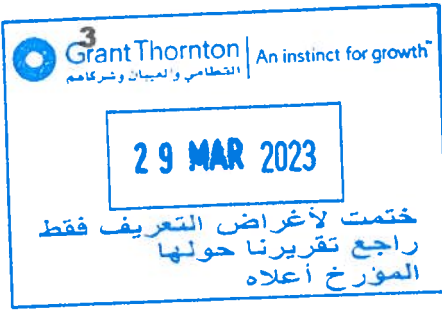 3
Grant Thornton | An instinct for growth™
القطامي والعيبان وشركاهم
29 MAR 2023
ختمت لأغراض التعريف فقط
راجع تقريرنا حولها
المؤرخ أعلاه